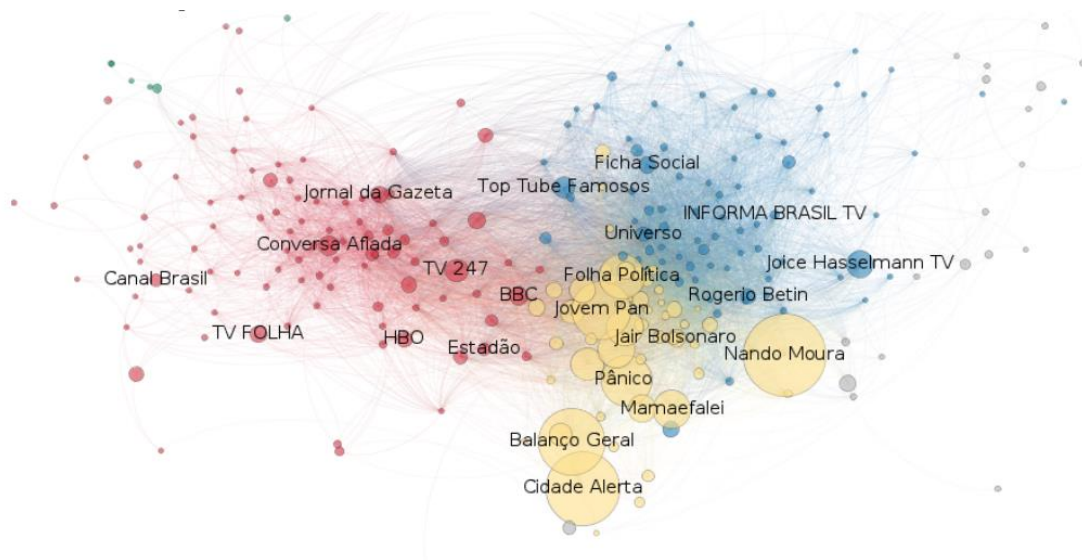 Ficha Social
Jornal da Gazeta
Top Tube Famosos
INFORMA BRASIL TV
Universo
Conversa Afiada
TV 247
Folha Política
Joice Hasselmann TV
Canal Brasil
BBC
Rogerio Betin
Jovem Pan
TV FOLHA
HBO
Estadão
Jair Bolsonaro
Nando Moura
Pânico
Mamaefalei
Balanço Geral
Cidade Alerta